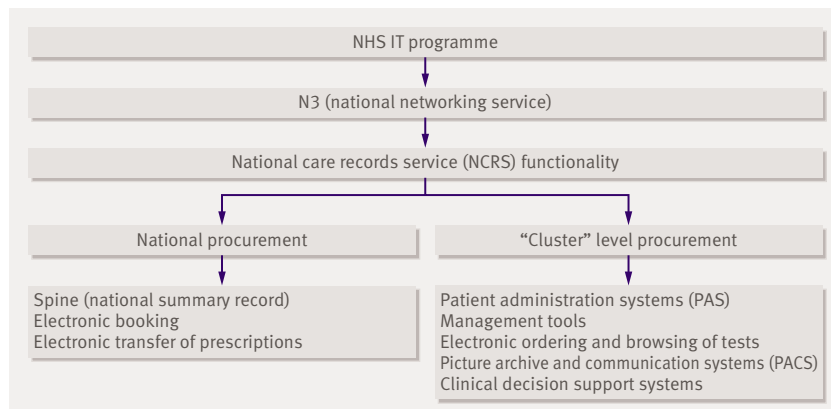 NHS IT programme
N3 (national networking service)
National care records service (NCRS) functionality
National procurement
Spine (national summary record)
Electronic booking
Electronic transfer of prescriptions
“Cluster” level procurement
Patient administration systems (PAS)
Management tools
Electronic ordering and browsing of tests
Picture archive and communication systems (PACS)
Clinical decision support systems